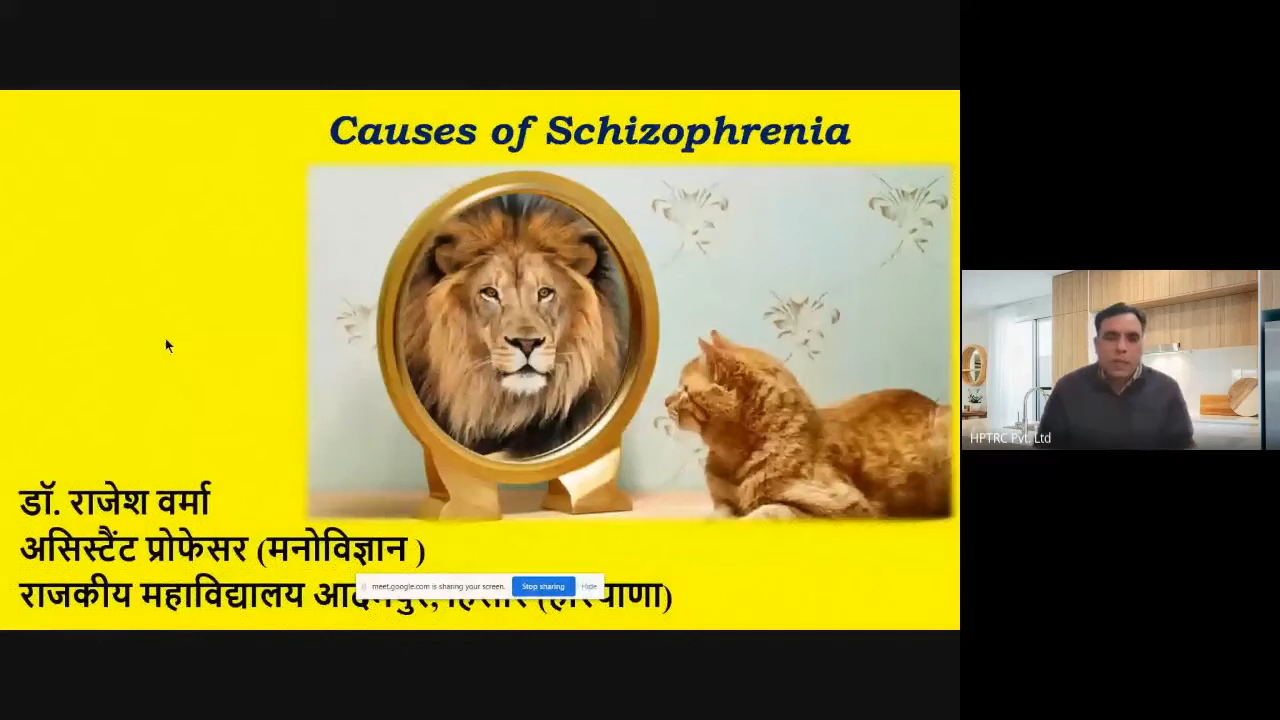 Causes of Schizophrenia
डॉ. राजेश वर्मा
असिस्टैंट प्रोफेसर (मनोविज्ञान )
राजकीय महाविद्यालय
meet.google.com is sharing your screen.
Stop sharing
Hide
HPTRC Pvt. Ltd